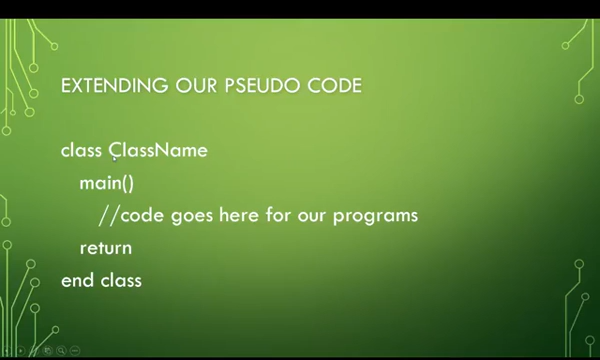 EXTENDING OUR PSEUDO CODE
class ClassName
main()
//code goes here for our programs
return
end class